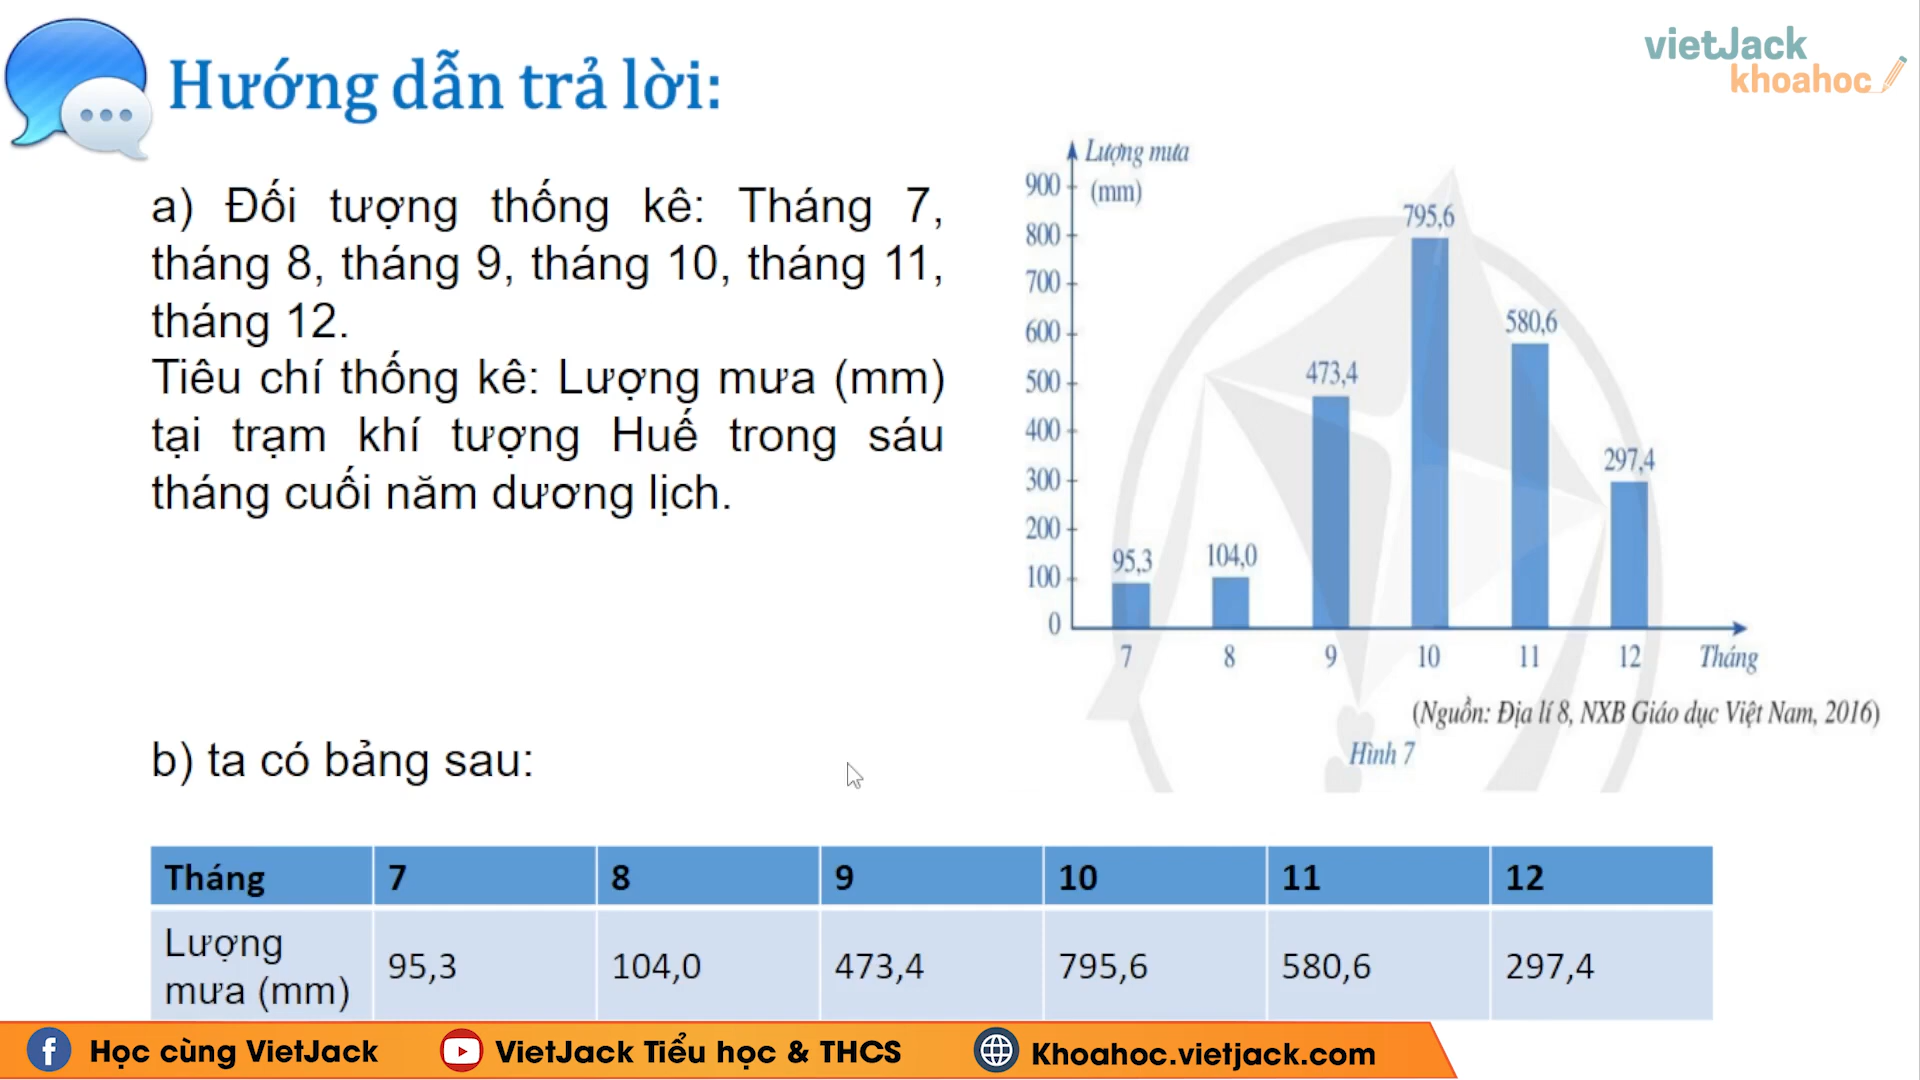 Hướng dẫn trả lời:
vietJack
khoahoc
a) Đối tượng thống kê: Tháng 7,
tháng 8, tháng 9, tháng 10, tháng 11,
tháng 12.
Tiêu chí thống kê: Lượng mưa (mm)
tại trạm khí tượng Huế trong sáu
tháng cuối năm dương lịch.
Lượng mưa
(mm)
900
800
700
600
500
400
300
200
100
0
95,3
104,0
473,4
795,6
580,6
297,4
7 8 9 10 11 12 Tháng
(Nguồn: Địa lí 8, NXB Giáo dục Việt Nam, 2016)
Hình 7
b) ta có bảng sau:
Tháng 7 8 9 10 11 12
Lượng
mưa (mm) 95,3 104,0 473,4 795,6 580,6 297,4
Học cùng VietJack VietJack Tiểu học & THCS Khoahoc.vietjack.com